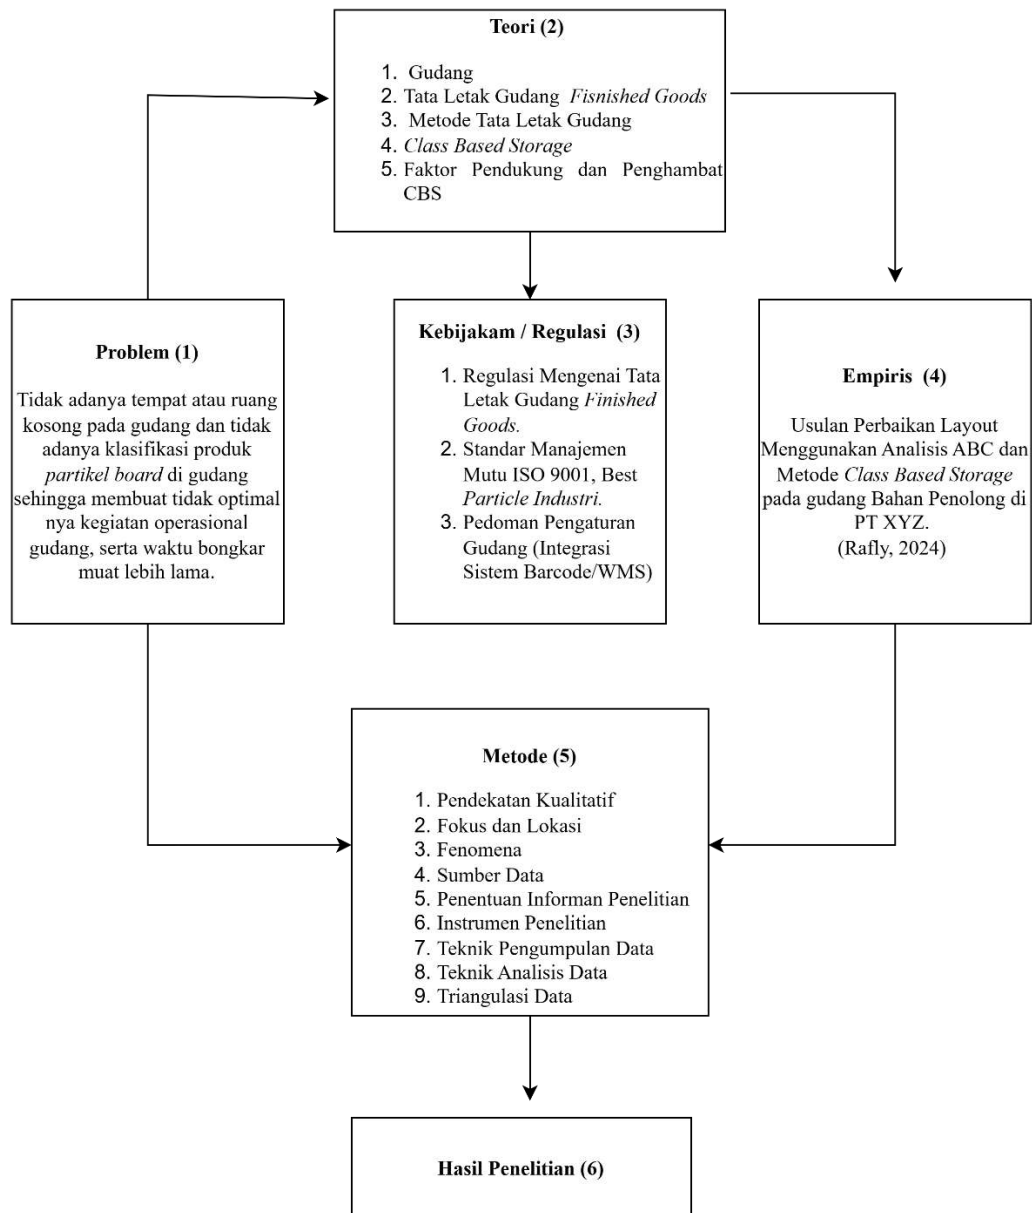 Teori (2)
1. Gudang
2. Tata Letak Gudang Fisnished Goods
3. Metode Tata Letak Gudang
4. Class Based Storage
5. Faktor Pendukung dan Penghambat
CBS
Problem (1)
Tidak adanya tempat atau ruang
kosong pada gudang dan tidak
adanya klasifikasi produk
partikel board di gudang
sehingga membuat tidak optimal
nya kegiatan operasional
gudang, serta waktu bongkar
muat lebih lama.
Kebijakam / Regulasi (3)
1. Regulasi Mengenai Tata
Letak Gudang Finished
Goods.
2. Standar Manajemen
Mutu ISO 9001, Best
Particle Industri.
3. Pedoman Pengaturan
Gudang (Integrasi
Sistem Barcode/WMS)
Empiris (4)
Usulan Perbaikan Layout
Menggunakan Analisis ABC dan
Metode Class Based Storage
pada gudang Bahan Penolong di
PT XYZ.
(Rafly, 2024)
Metode (5)
1. Pendekatan Kualitatif
2. Fokus dan Lokasi
3. Fenomena
4. Sumber Data
5. Penentuan Informan Penelitian
6. Instrumen Penelitian
7. Teknik Pengumpulan Data
8. Teknik Analisis Data
9. Triangulasi Data
Hasil Penelitian (6)